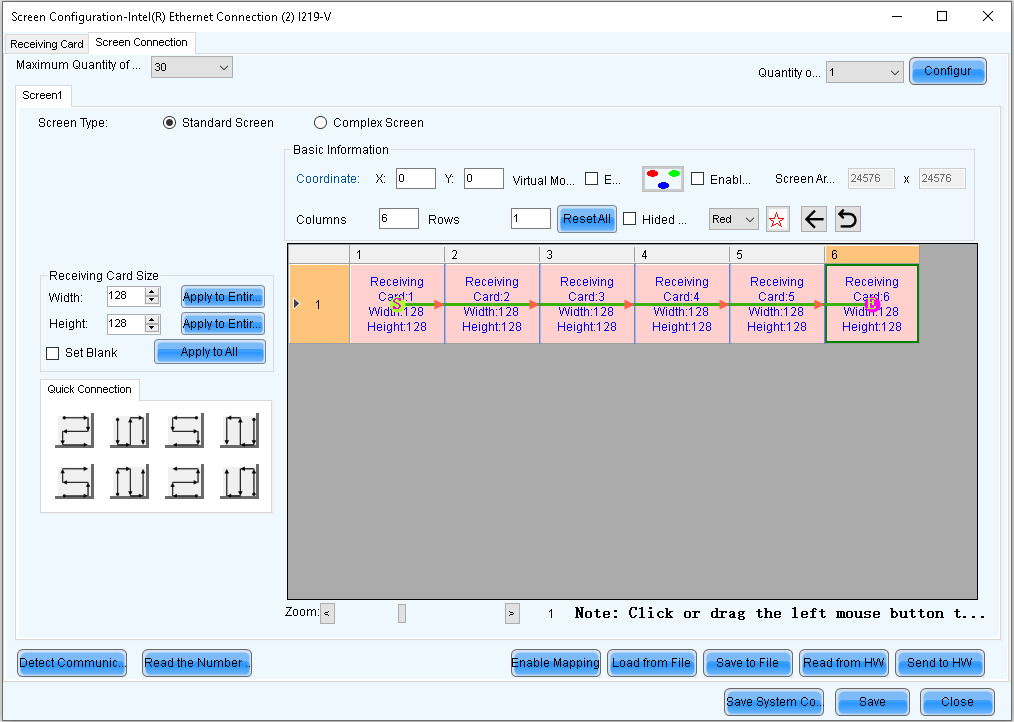 Screen Configuration-Intel(R) Ethernet Connection (2) I219-V
Receiving Card Screen Connection
Maximum Quantity of ... 30
Quantity o... 1 Configur
Screen1
Screen Type: Standard Screen Complex Screen
Basic Information
Coordinate: X: 0 Y: 0 Virtual Mo... E... Enabl... Screen Ar... 24576 x 24576
Columns 6 Rows 1 Reset All Hided ... Red
1 2 3 4 5 6
Receiving Card Size
Width: 128 Apply to Entir...
Height: 128 Apply to Entir...
Set Blank Apply to All
1
Receiving Card:1 Width:128 Height:128
Receiving Card:2 Width:128 Height:128
Receiving Card:3 Width:128 Height:128
Receiving Card:4 Width:128 Height:128
Receiving Card:5 Width:128 Height:128
Receiving Card:6 Width:128 Height:128
S
E
Quick Connection
Zoom: < > 1 Note: Click or drag the left mouse button t...
Detect Communic... Read the Number... Enable Mapping Load from File Save to File Read from HW Send to HW
Save System Co... Save Close